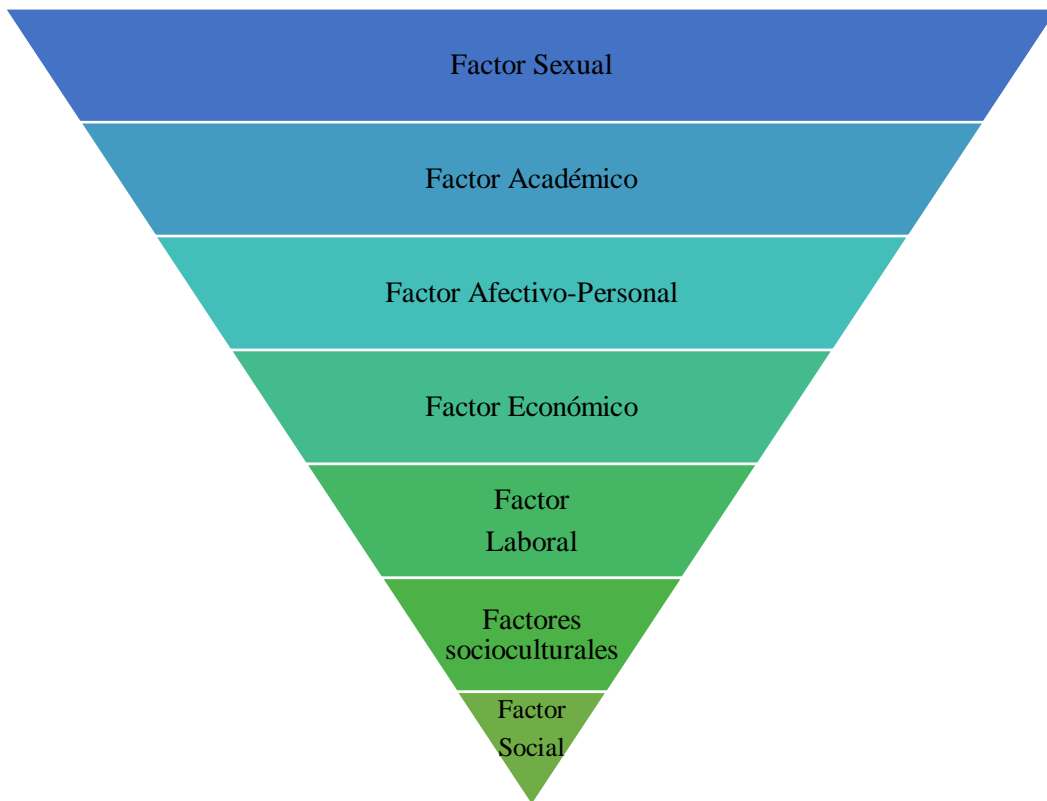 Factor Sexual
Factor Académico
Factor Afectivo-Personal
Factor Económico
Factor
Laboral
Factores
socioculturales
Factor
Social